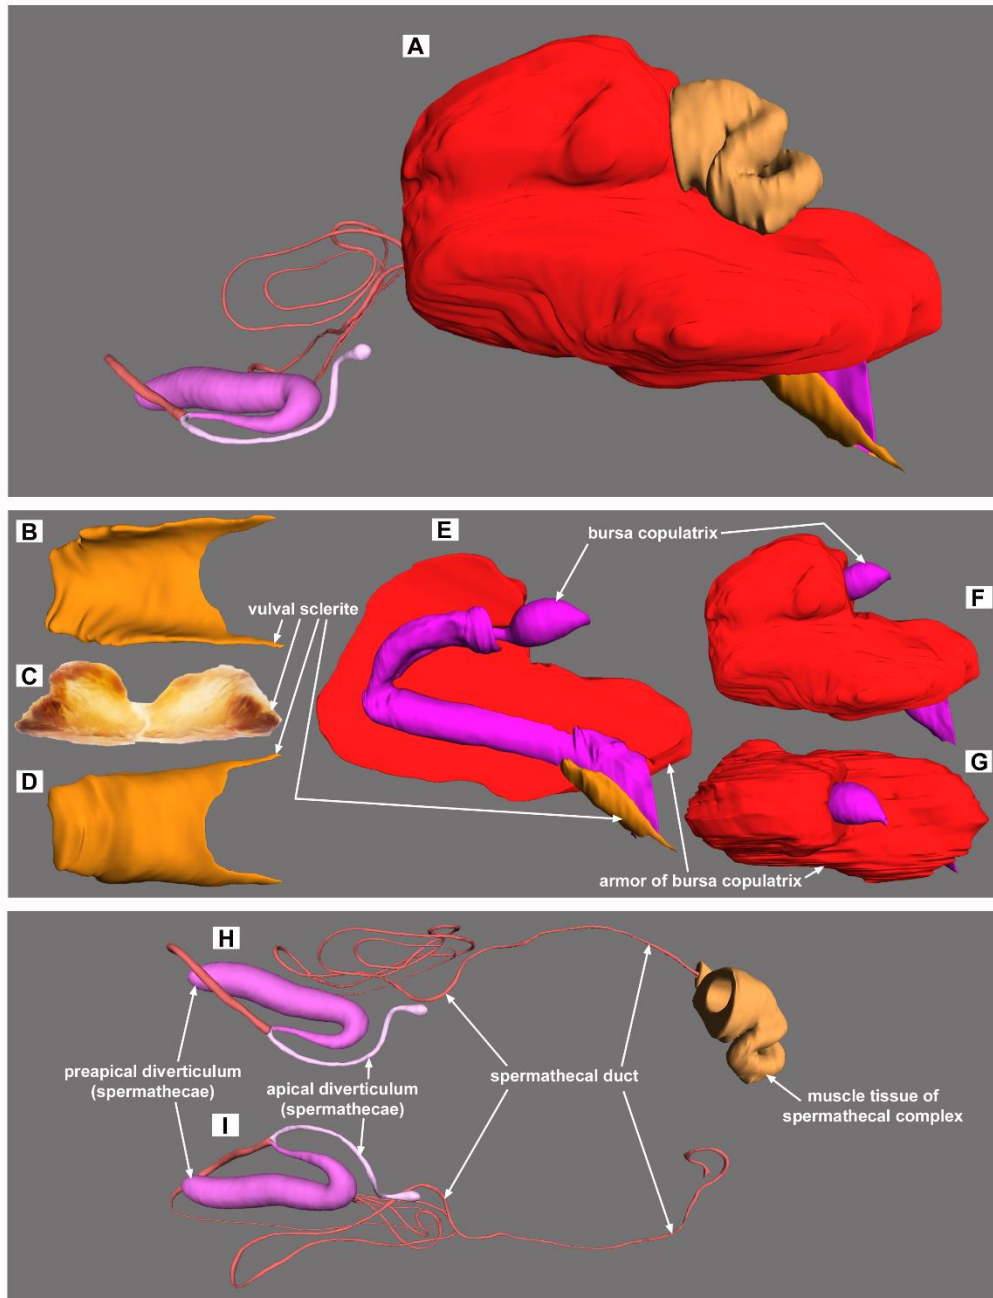 A
B
E
bursa copulatrix
F
vulval sclerite
C
D
G
armor of bursa copulatrix
H
preapical diverticulum
(spermathecae)
apical diverticulum
(spermathecae)
spermathecal duct
muscle tissue of
spermathecal complex
I